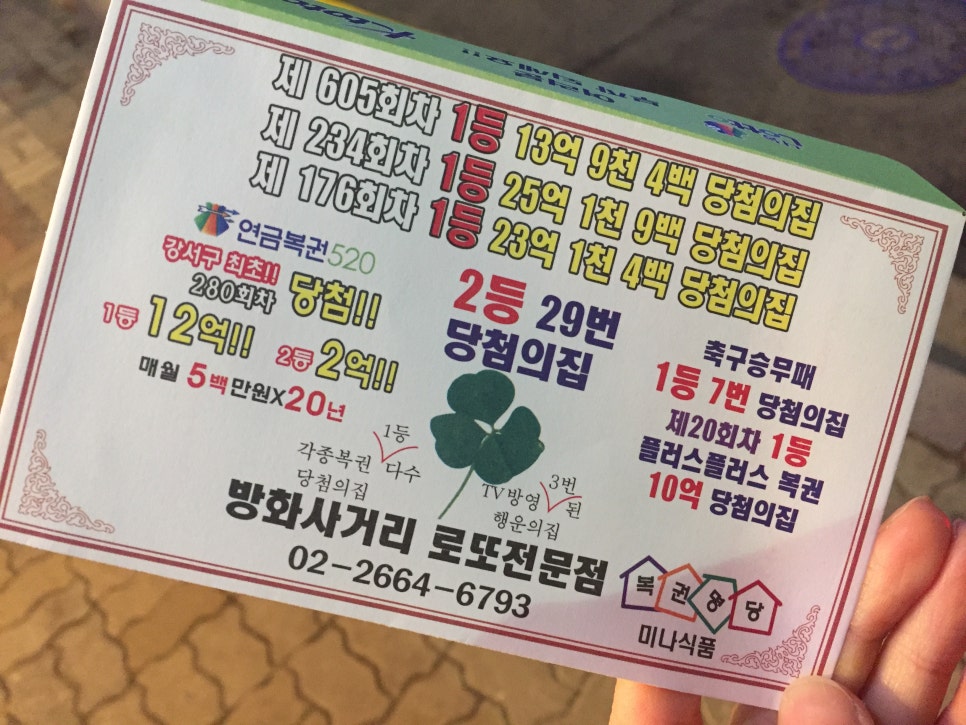 제 605회차 1등 13억 9천 4백 당첨의집
제 234회차 1등 25억 1천 9백 당첨의집
제 176회차 1등 23억 1천 4백 당첨의집
연금복권520
강서구 최초!!
280회차 당첨!!
1등 12억!! 2등 2억!!
매월 5백만원X20년
2등 29번
당첨의집
축구승무패
1등 7번 당첨의집
제20회차 1등
플러스플러스 복권
10억 당첨의집
1등
각종복권 다수
당첨의집
3번
TV방영 된
행운의집
방화사거리 로또전문점
02-2664-6793
복권명당
미나식품